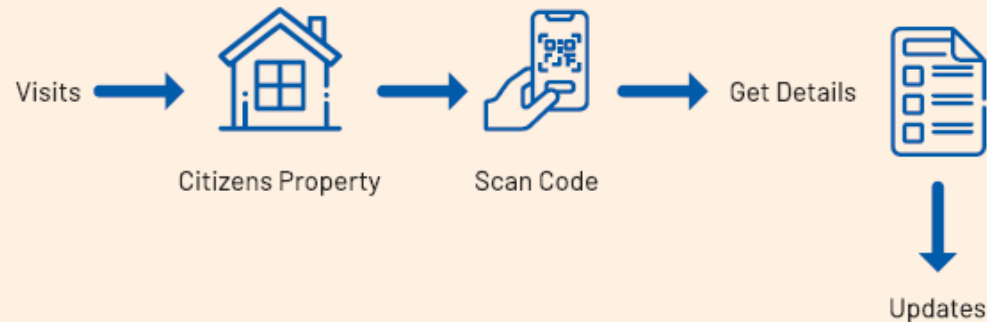 Visits
Get Details
Citizens Property
Scan Code
Updates